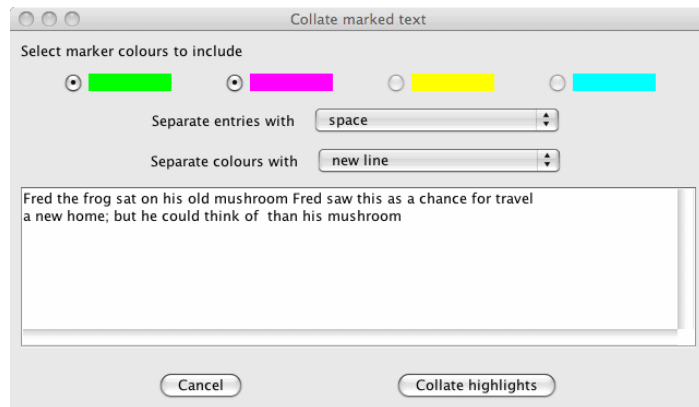 Collate marked text
Select marker colours to include
Separate entries with space
Separate colours with new line
Fred the frog sat on his old mushroom Fred saw this as a chance for travel
a new home; but he could think of  than his mushroom
Cancel Collate highlights